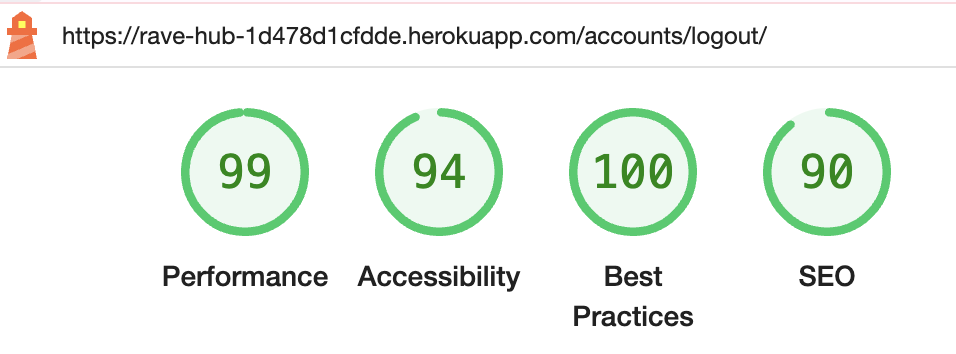 https://rave-hub-1d478d1cfdde.herokuapp.com/accounts/logout/
99 94 100 90
Performance Accessibility Best Practices SEO